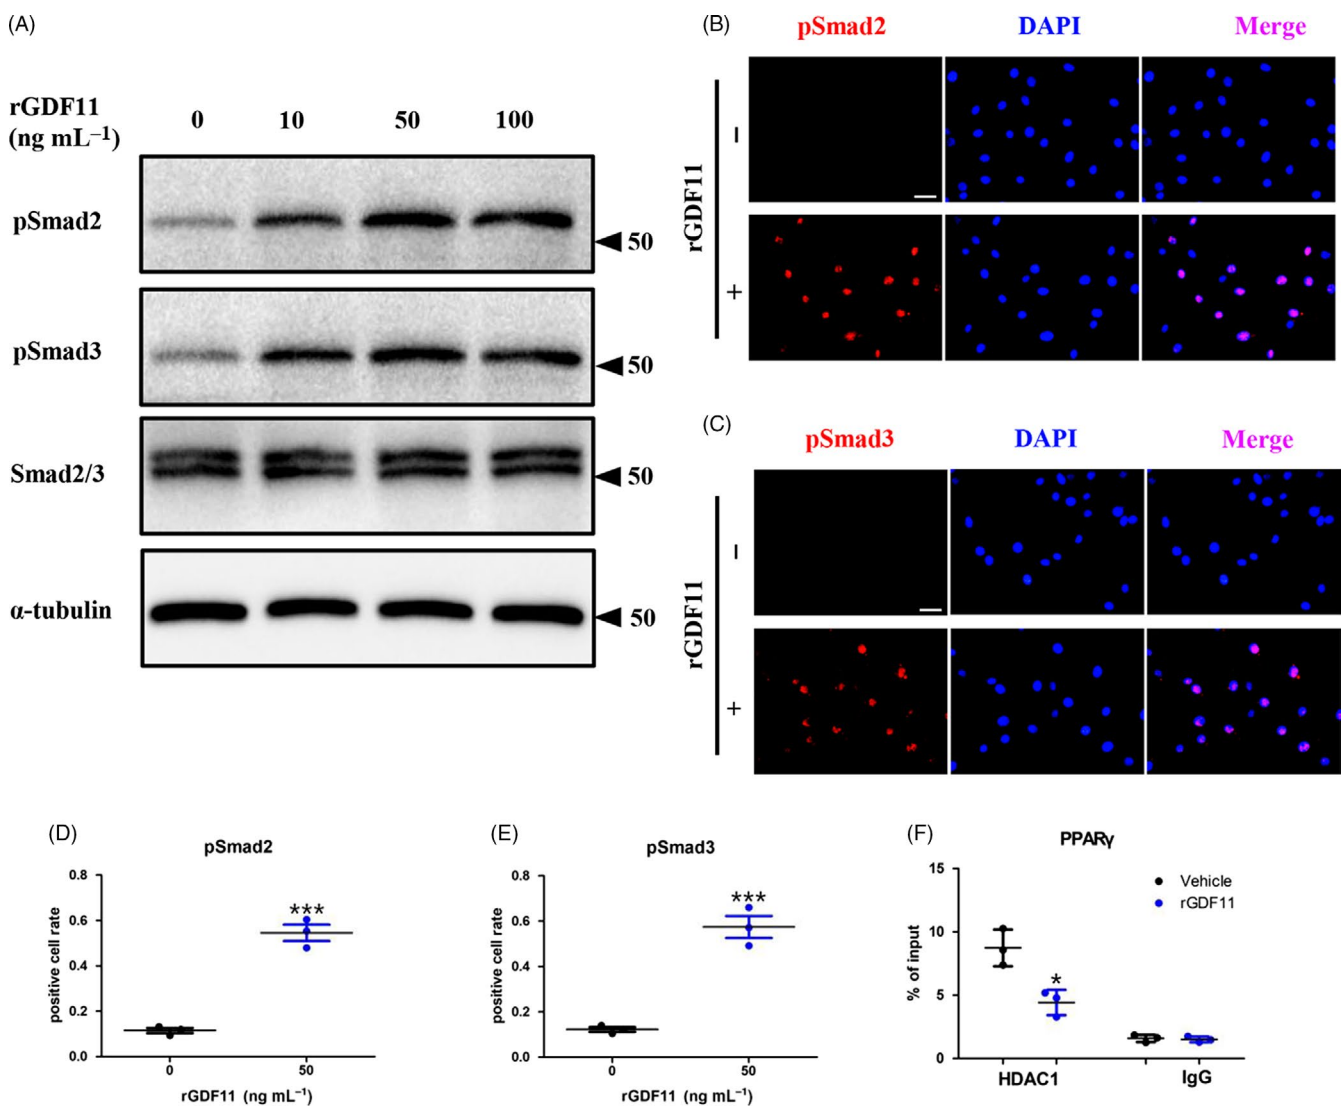 (A)
rGDF11
(ng mL⁻¹)
0 10 50 100
pSmad2
50
pSmad3
50
Smad2/3
50
α-tubulin
50
(B)
pSmad2 DAPI Merge
rGDF11
−
+
(C)
pSmad3 DAPI Merge
rGDF11
−
+
(D)
pSmad2
positive cell rate
0.8
0.6
0.4
0.2
0.0
***
0 50
rGDF11 (ng mL⁻¹)
(E)
pSmad3
positive cell rate
0.8
0.6
0.4
0.2
0.0
***
0 50
rGDF11 (ng mL⁻¹)
(F)
PPARγ
% of input
15
10
5
0
Vehicle
rGDF11
*
HDAC1 IgG